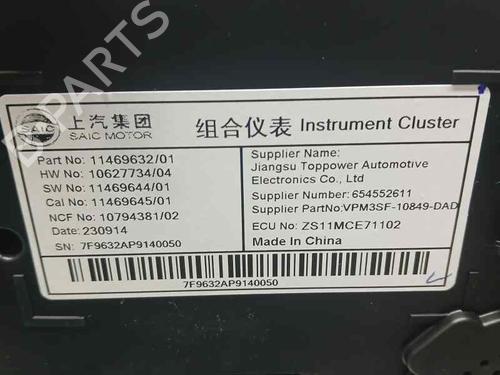 B-PARTS
SAIC
上汽集团
SAIC MOTOR
组合仪表 Instrument Cluster
Part No: 11469632/01
HW No: 10627734/04
SW No: 11469644/01
Cal No: 11469645/01
NCF No: 10794381/02
Date: 230914
SN: 7F9632AP9140050
Supplier Name:
Jiangsu Toppower Automotive
Electronics Co., Ltd
Supplier Number: 654552611
Supplier PartNo:VPM3SF-10849-DAD
ECU No: ZS11MCE71102
Made In China
7F9632AP9140050